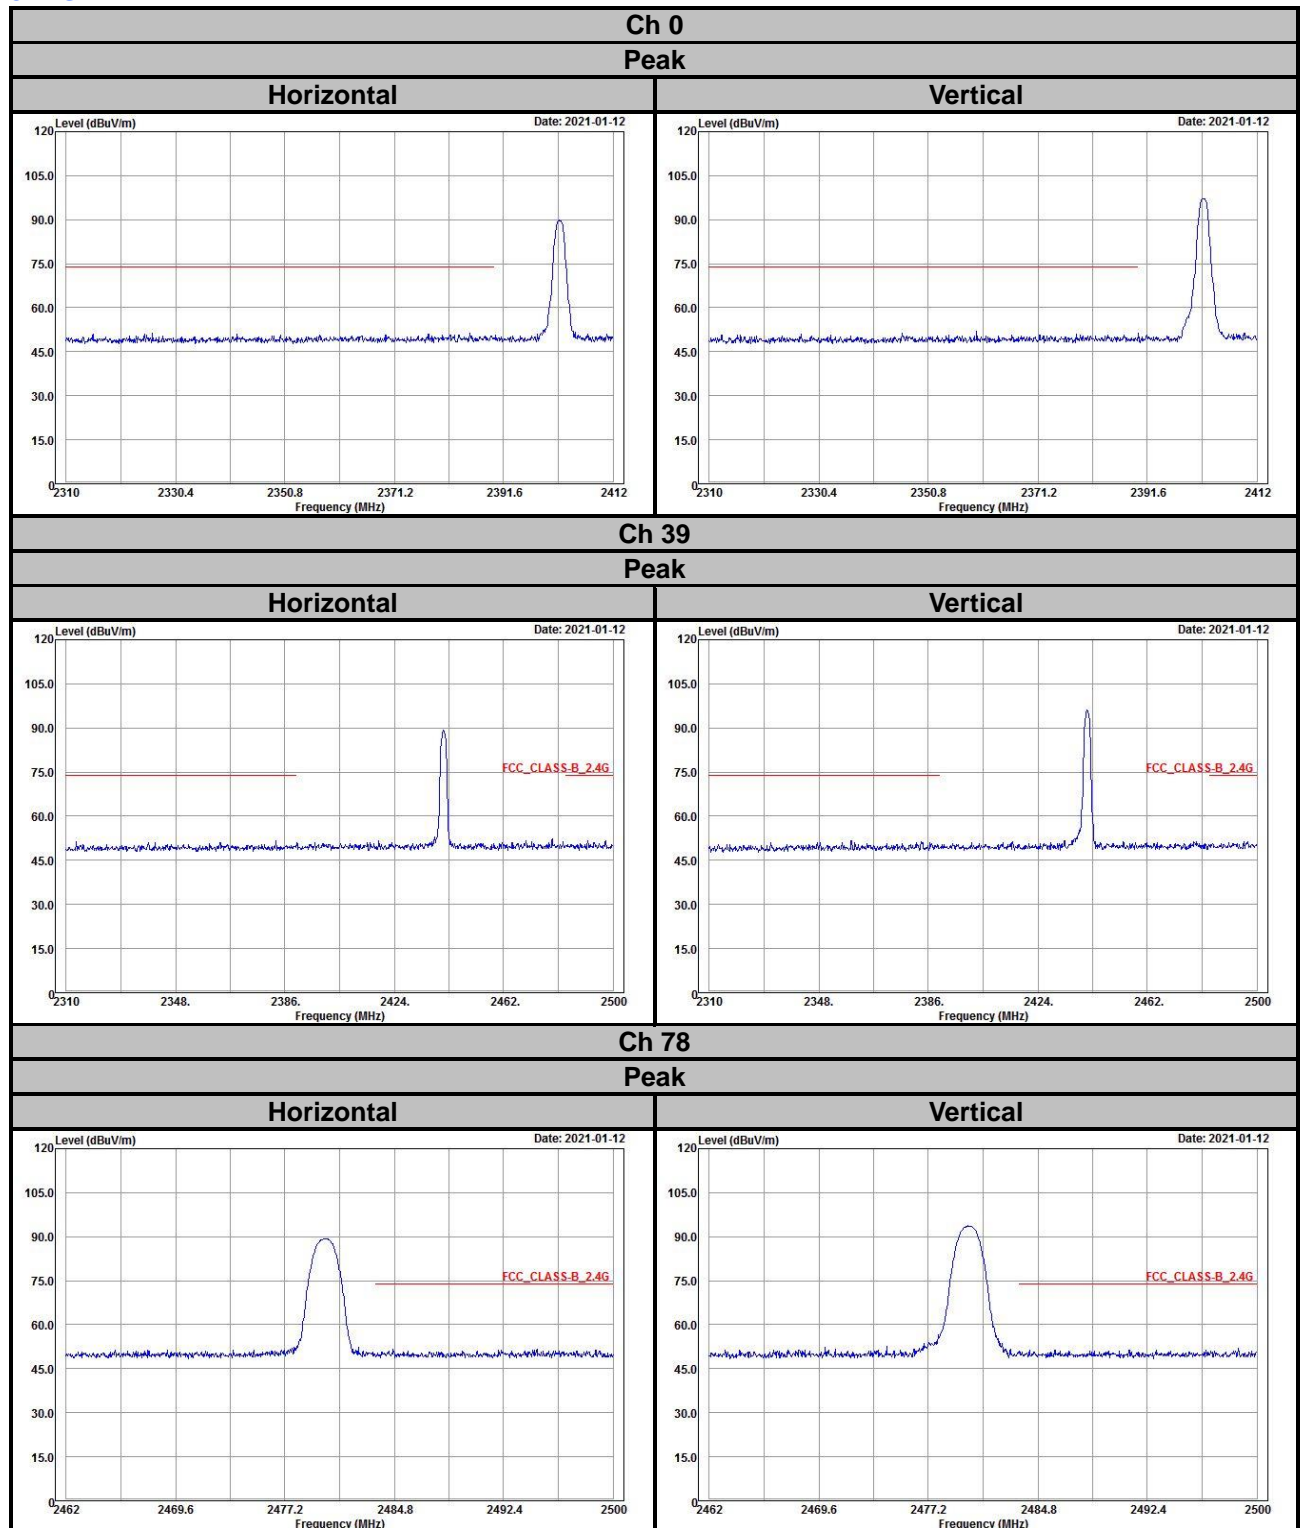 Ch 0
Peak
Horizontal Vertical
Level (dBuV/m) Date: 2021-01-12
120
105.0
90.0
75.0
60.0
45.0
30.0
15.0
0
2310 2330.4 2350.8 2371.2 2391.6 2412
Frequency (MHz)
Level (dBuV/m) Date: 2021-01-12
120
105.0
90.0
75.0
60.0
45.0
30.0
15.0
0
2310 2330.4 2350.8 2371.2 2391.6 2412
Frequency (MHz)
Ch 39
Peak
Horizontal Vertical
Level (dBuV/m) Date: 2021-01-12
120
105.0
90.0
75.0
FCC_CLASS-B_2.4G
60.0
45.0
30.0
15.0
0
2310 2348. 2386. 2424. 2462. 2500
Frequency (MHz)
Level (dBuV/m) Date: 2021-01-12
120
105.0
90.0
75.0
FCC_CLASS-B_2.4G
60.0
45.0
30.0
15.0
0
2310 2348. 2386. 2424. 2462. 2500
Frequency (MHz)
Ch 78
Peak
Horizontal Vertical
Level (dBuV/m) Date: 2021-01-12
120
105.0
90.0
75.0
FCC_CLASS-B_2.4G
60.0
45.0
30.0
15.0
0
2462 2469.6 2477.2 2484.8 2492.4 2500
Frequency (MHz)
Level (dBuV/m) Date: 2021-01-12
120
105.0
90.0
75.0
FCC_CLASS-B_2.4G
60.0
45.0
30.0
15.0
0
2462 2469.6 2477.2 2484.8 2492.4 2500
Frequency (MHz)